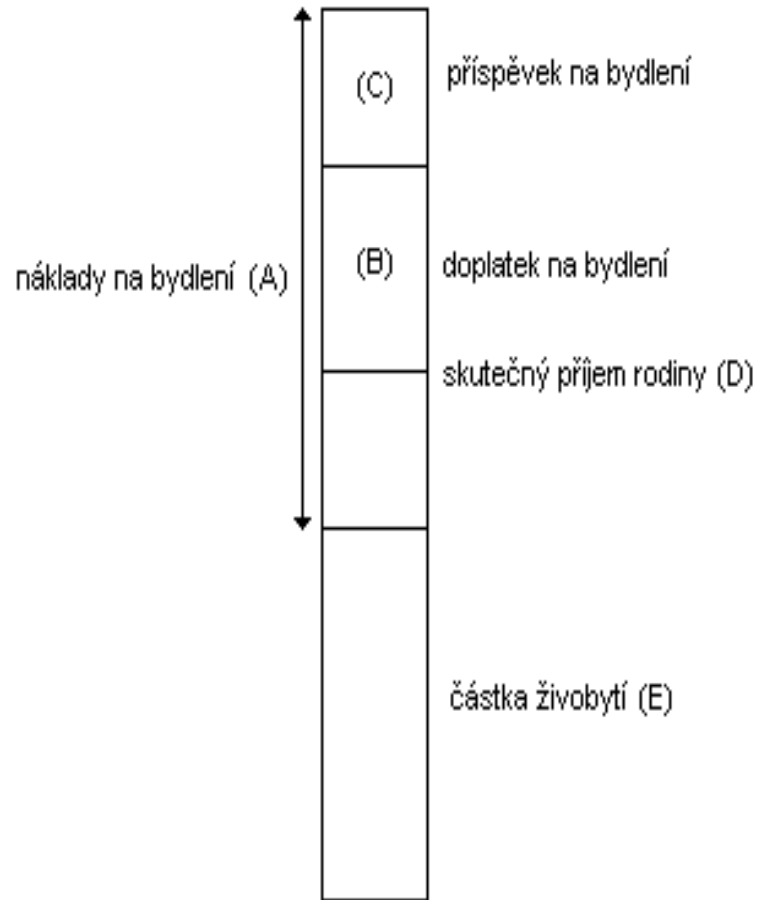 (C) příspěvek na bydlení
náklady na bydlení (A) (B) doplatek na bydlení
skutečný příjem rodiny (D)
částka živobytí (E)